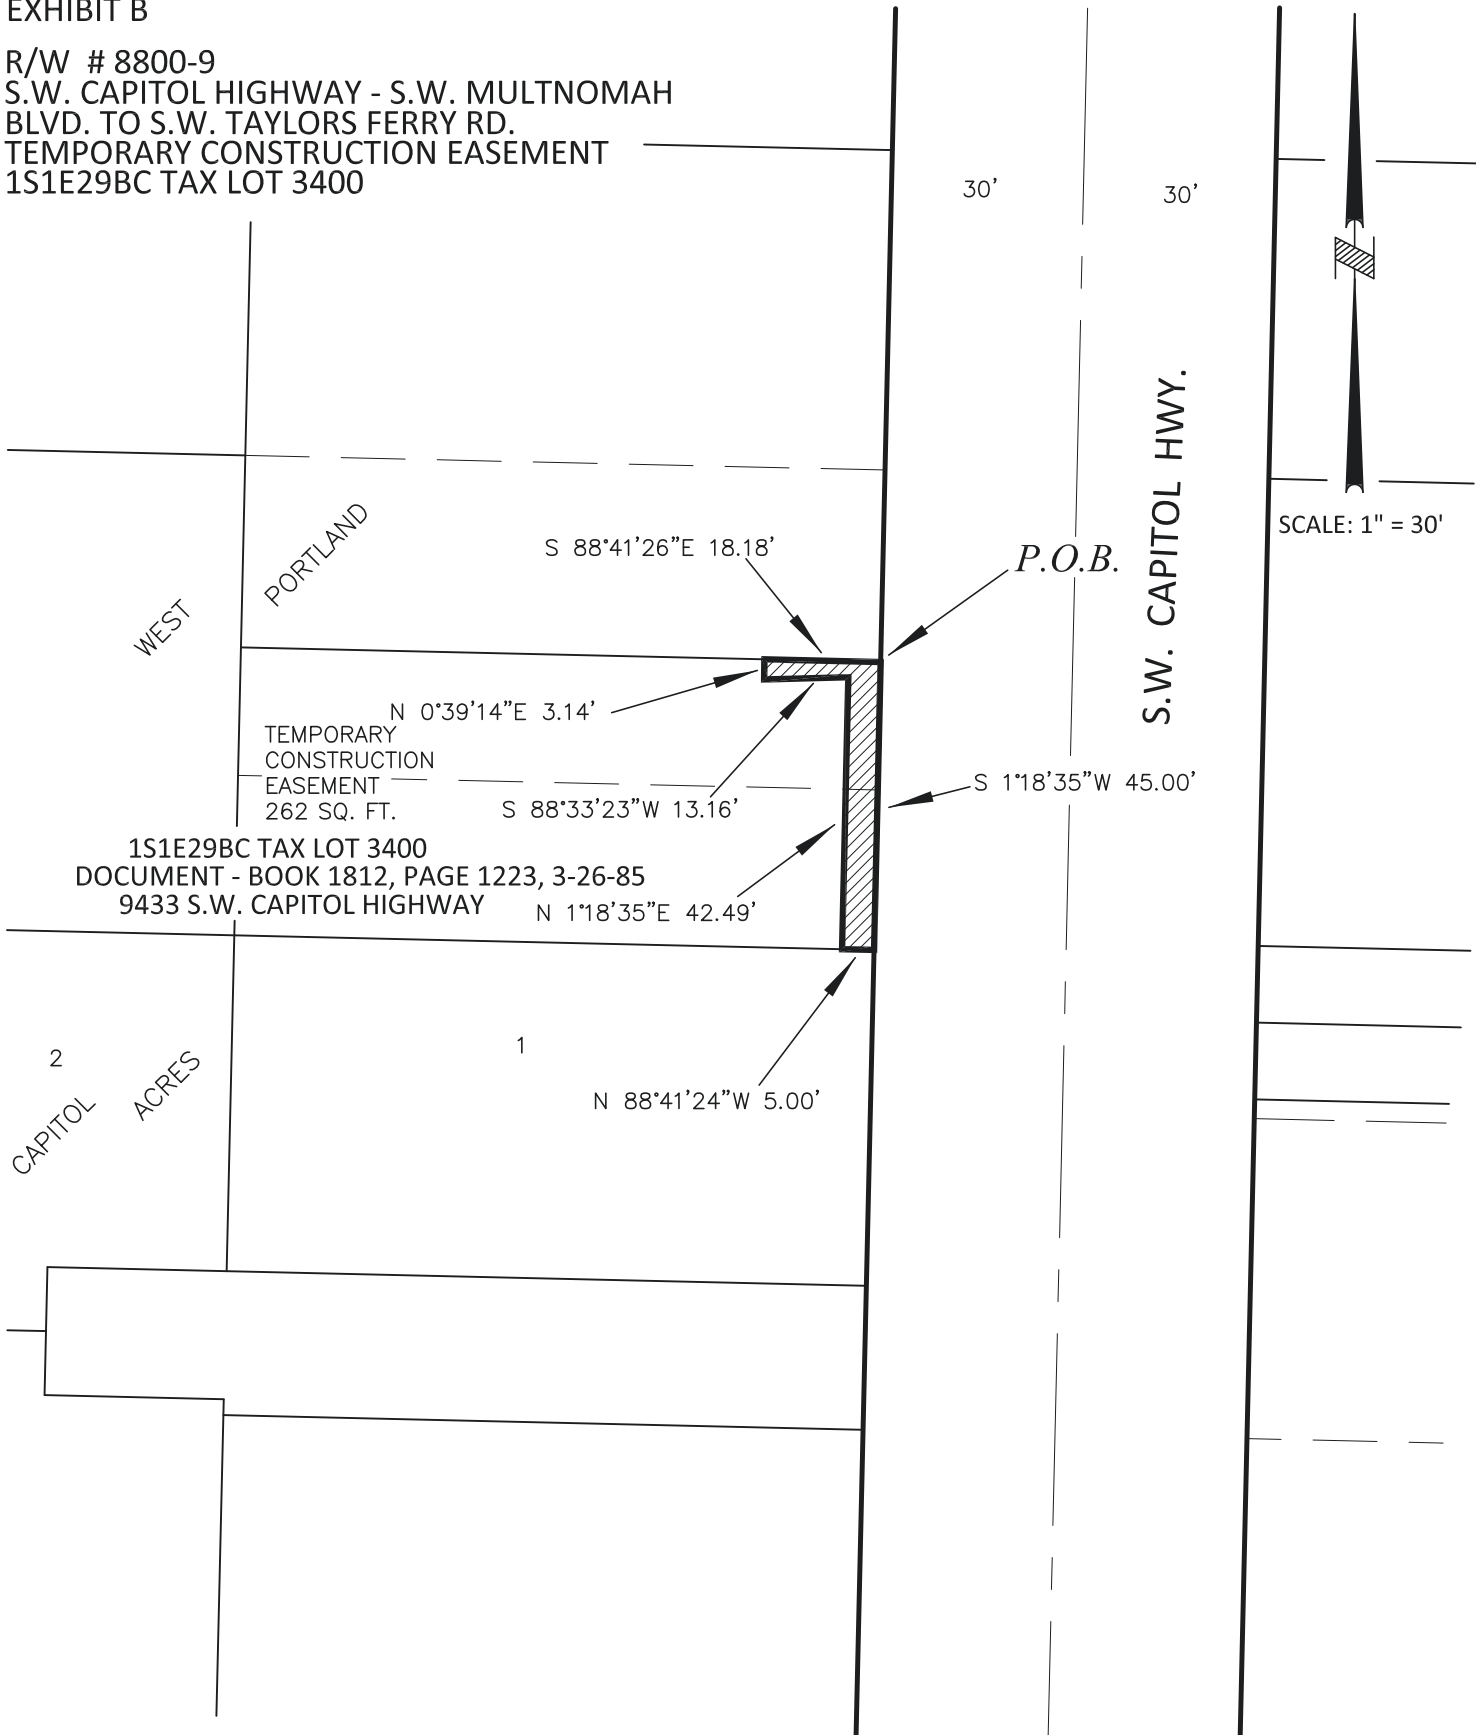 EXHIBIT B
R/W # 8800-9
S.W. CAPITOL HIGHWAY - S.W. MULTNOMAH
BLVD. TO S.W. TAYLORS FERRY RD.
TEMPORARY CONSTRUCTION EASEMENT
1S1E29BC TAX LOT 3400
30’
30’
S.W. CAPITOL HWY.
SCALE: 1" = 30'
WEST
PORTLAND
S 88°41’26”E 18.18’
P.O.B.
N 0°39’14”E 3.14’
TEMPORARY
CONSTRUCTION
EASEMENT
262 SQ. FT.
S 88°33’23”W 13.16’
S 1°18’35”W 45.00’
1S1E29BC TAX LOT 3400
DOCUMENT - BOOK 1812, PAGE 1223, 3-26-85
9433 S.W. CAPITOL HIGHWAY
N 1°18’35”E 42.49’
2
1
CAPITOL
ACRES
N 88°41’24”W 5.00’